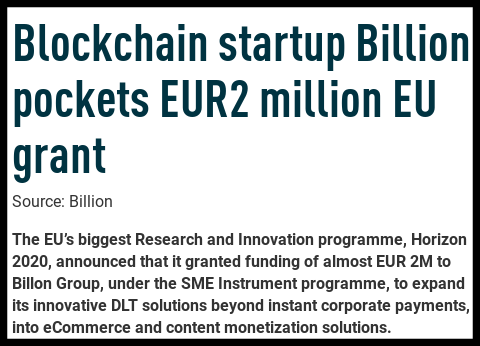 Blockchain startup Billion
pockets EUR2 million EU
grant
Source: Billion
The EU’s biggest Research and Innovation programme, Horizon
2020, announced that it granted funding of almost EUR 2M to
Billon Group, under the SME Instrument programme, to expand
its innovative DLT solutions beyond instant corporate payments,
into eCommerce and content monetization solutions.